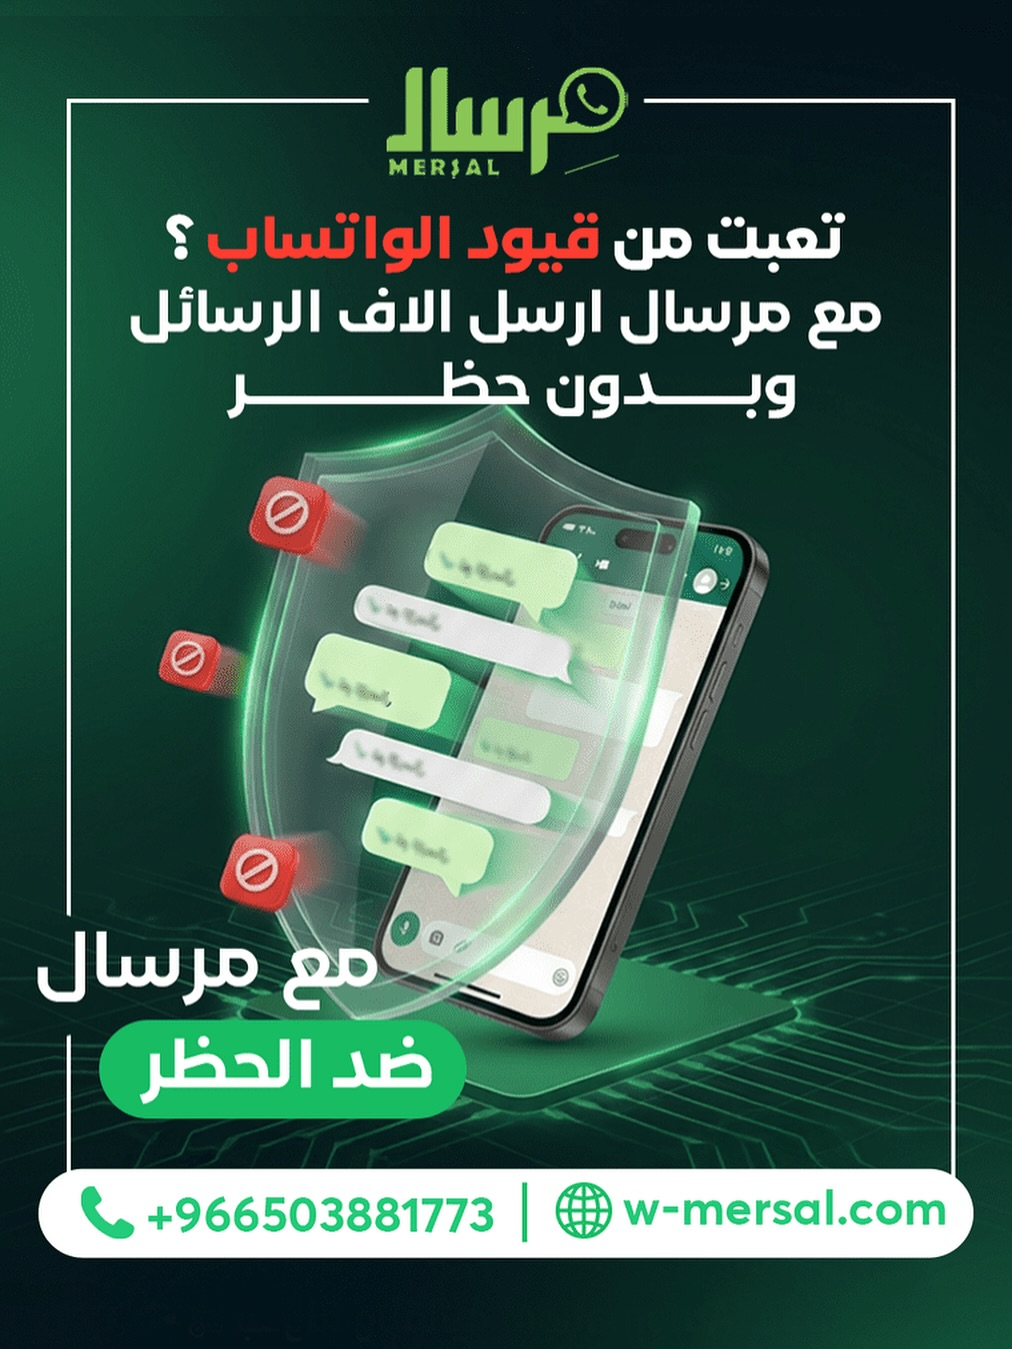 مرسال
MERSAL
تعبت من قيود الواتساب ؟
مع مرسال ارسل الاف الرسائل
وبـــدون حظـــــــر
مع مرسال
ضد الحظر
+966503881773 | w-mersal.com